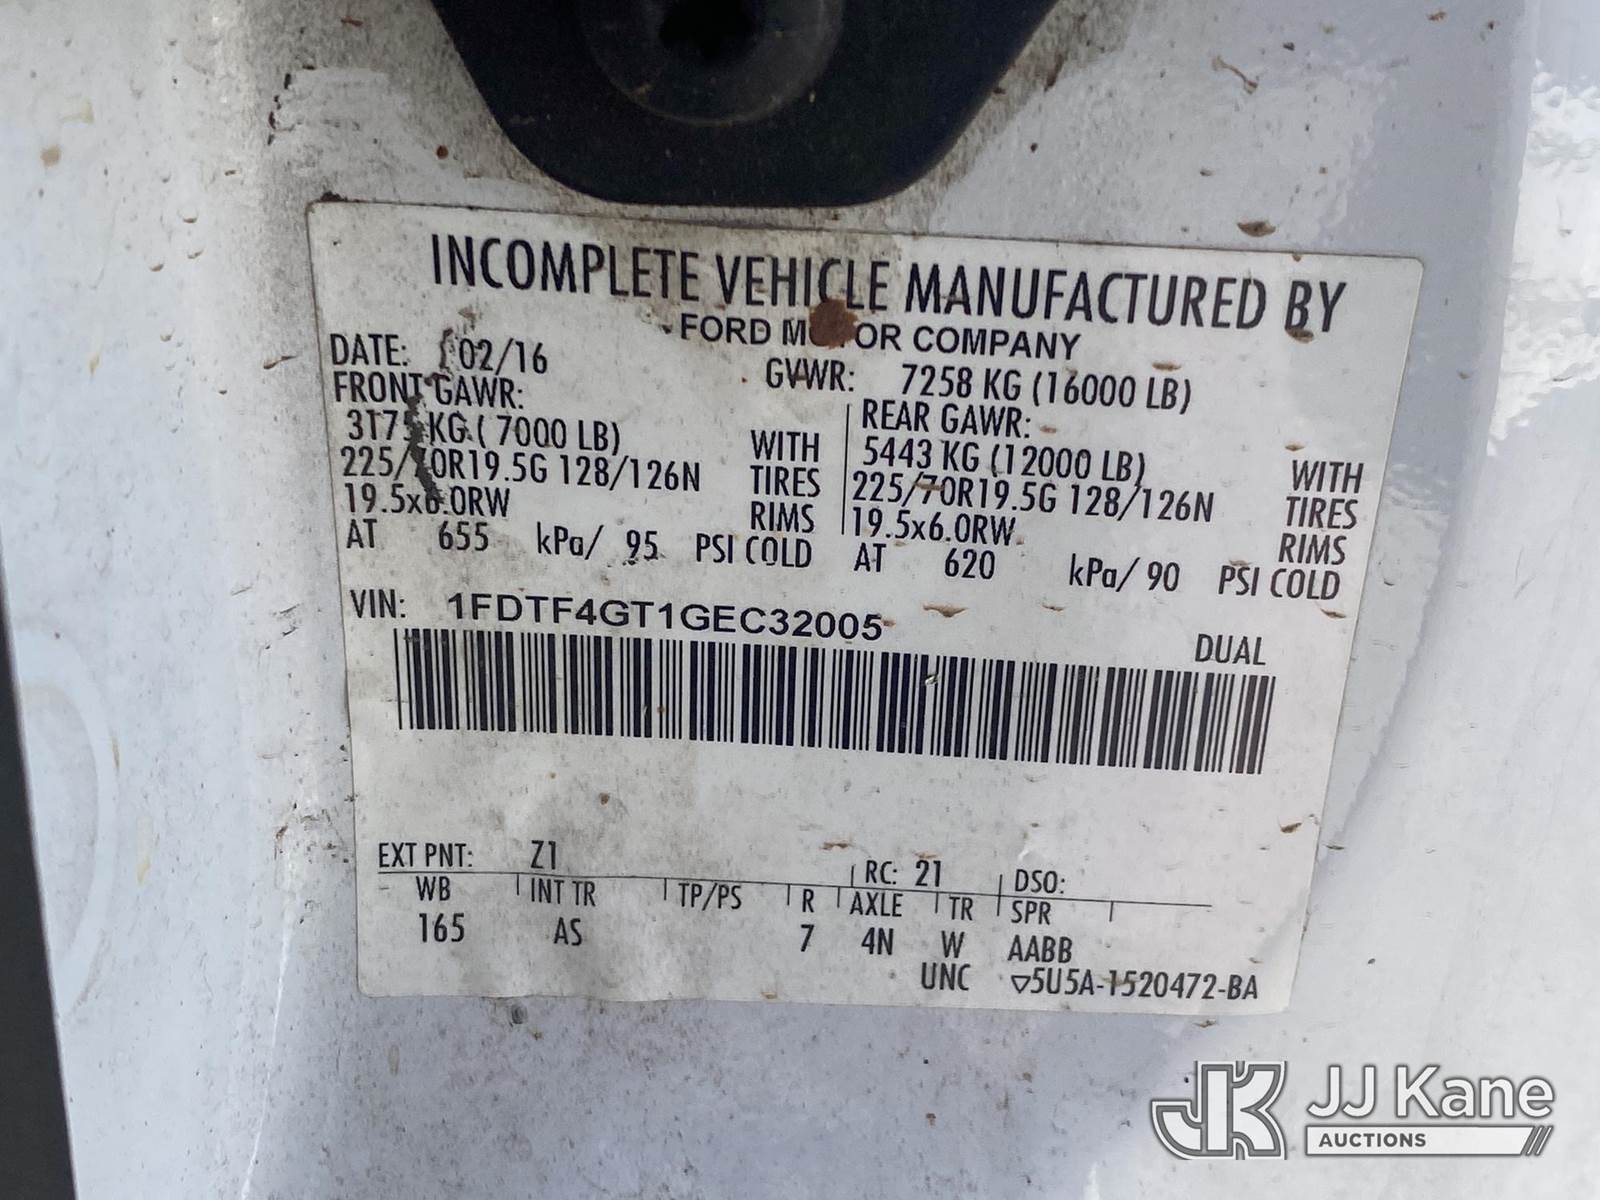 INCOMPLETE VEHICLE MANUFACTURED BY
FORD MOTOR COMPANY
DATE: 02/16 GVWR: 7258 KG (16000 LB)
FRONT GAWR: REAR GAWR:
3175 KG ( 7000 LB) WITH 5443 KG (12000 LB) WITH
225/70R19.5G 128/126N TIRES 225/70R19.5G 128/126N TIRES
19.5x6.0RW RIMS 19.5x6.0RW RIMS
AT 655 kPa/ 95 PSI COLD AT 620 kPa/ 90 PSI COLD
VIN: 1FDTF4GT1GEC32005
DUAL
EXT PNT: Z1 RC: 21 DSO:
WB INT TR TP/PS R AXLE TR SPR
165 AS 7 4N W AABB
UNC ▽5U5A-1520472-BA
JK JJ Kane
AUCTIONS